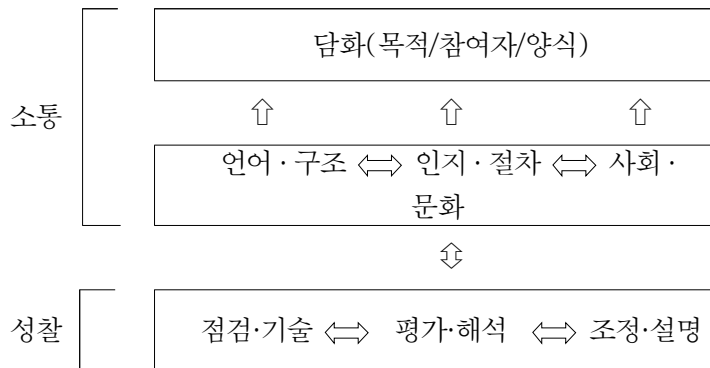 담화(목적/참여자/양식)
소통
⇧ ⇧ ⇧
언어·구조 ⇔ 인지·절차 ⇔ 사회·
문화
⇕
성찰
점검·기술 ⇔ 평가·해석 ⇔ 조정·설명